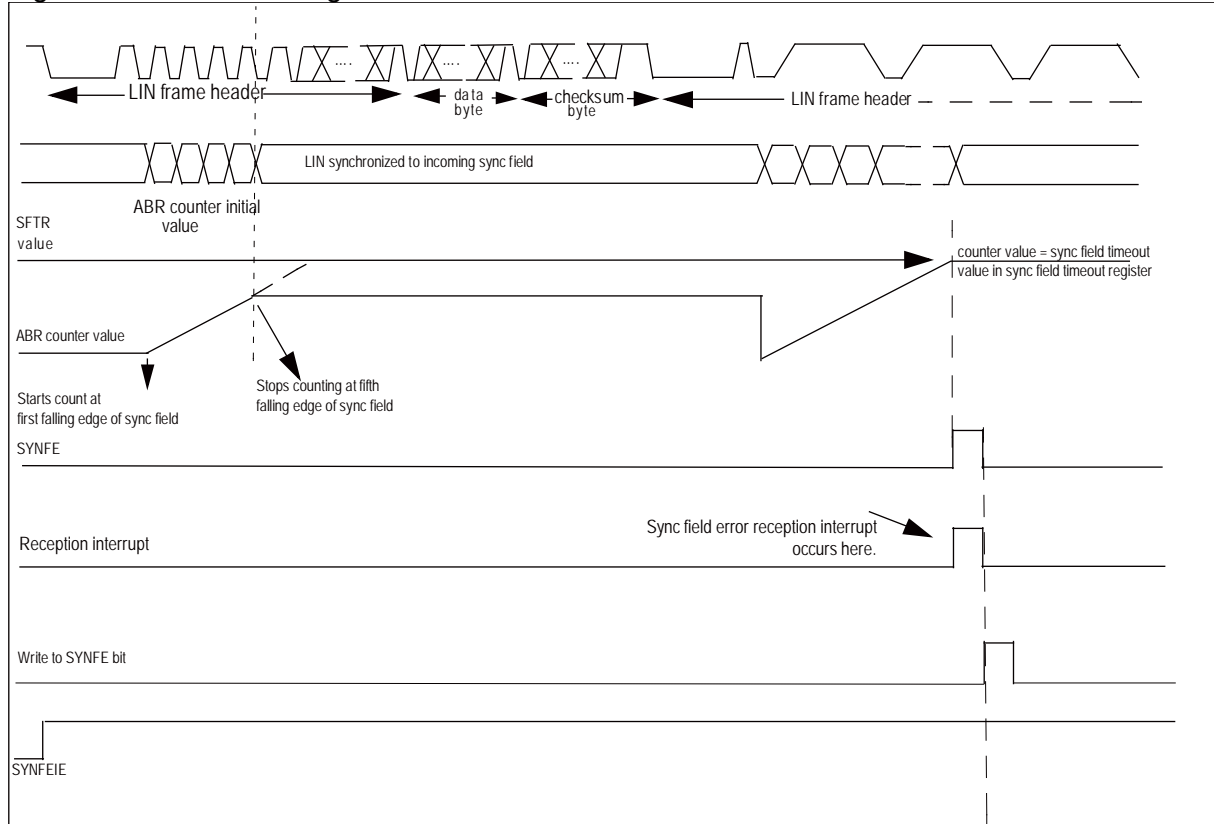 ....
....
....
LIN frame header
data
byte
checksum
byte
LIN frame header
LIN synchronized to incoming sync field
ABR counter initial
value
SFTR
value
counter value = sync field timeout
value in sync field timeout register
ABR counter value
Starts count at
first falling edge of sync field
Stops counting at fifth
falling edge of sync field
SYNFE
Sync field error reception interrupt
occurs here.
Reception interrupt
Write to SYNFE bit
SYNFEIE